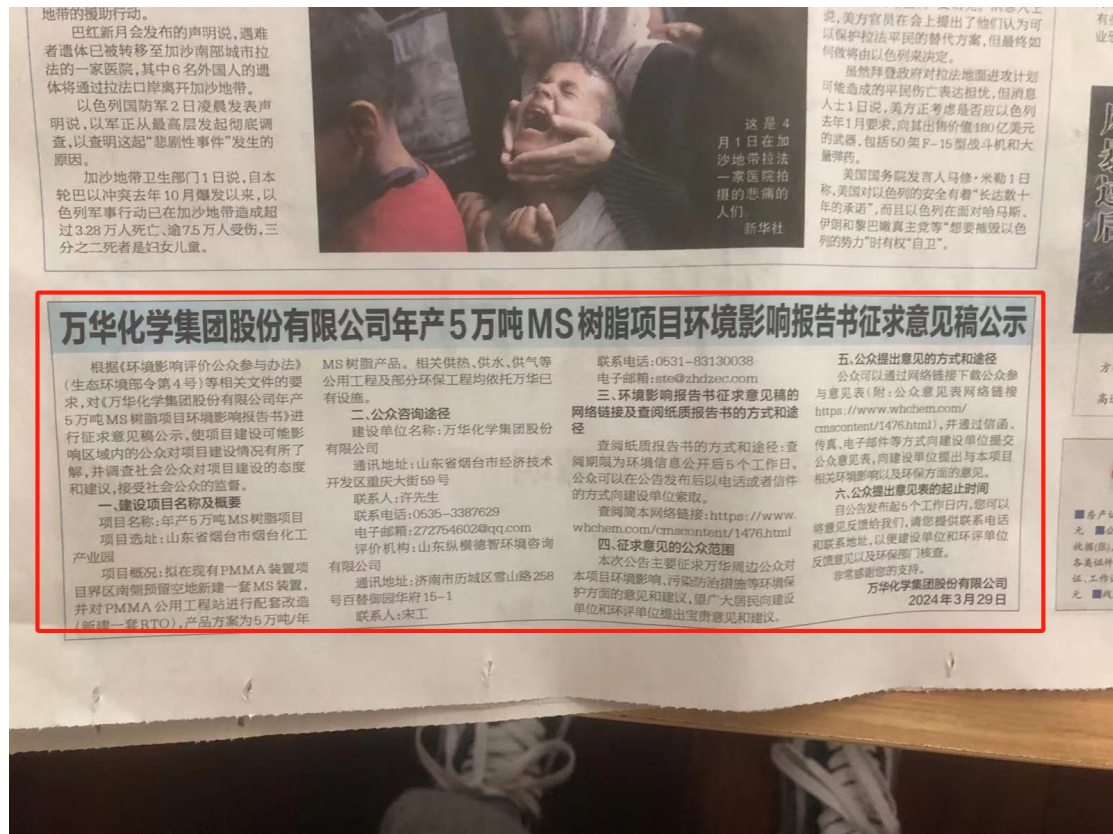 地带的援助行动。
巴红新月会发布的声明说,遇难
者遗体已被转移至加沙南部城市拉
法的一家医院,其中6名外国人的遗
体将通过拉法口岸离开加沙地带。
以色列国防军2日凌晨发表声
明说,以军正从最高层发起彻底调
查,以查明这起“悲剧性事件”发生的
原因。
加沙地带卫生部门1日说,自本
轮巴以冲突去年10月爆发以来,以
色列军事行动已在加沙地带造成超
过3.28万人死亡、逾7.5万人受伤,三
分之二死者是妇女儿童。
这是4
月1日在加
沙地带拉法
一家医院拍
摄的悲痛的
人们
新华社
说,美方官员在会上提出了他们认为可
以保护拉法平民的替代方案,但最终如
何做将由以色列来决定。
虽然拜登政府对拉法地面进攻计划
可能造成的平民伤亡表达担忧,但消息
人士1日说,美方正考虑是否应以色列
去年1月要求,向其出售价值180亿美元
的武器,包括50架F-15型战斗机和大
量弹药。
美国国务院发言人马修·米勒1日
称,美国对以色列的安全有着“长达数十
年的承诺”,而且以色列在面对哈马斯、
伊朗和黎巴嫩真主党等“想要摧毁以色
列的势力”时有权“自卫”。
万华化学集团股份有限公司年产5万吨MS树脂项目环境影响报告书征求意见稿公示
根据《环境影响评价公众参与办法》
(生态环境部令第4号)等相关文件的要
求,对《万华化学集团股份有限公司年产
5万吨MS树脂项目环境影响报告书》进
行征求意见稿公示,使项目建设可能影
响区域内的公众对项目建设情况有所了
解,并调查社会公众对项目建设的态度
和建议,接受社会公众的监督。
一、建设项目名称及概要
项目名称:年产5万吨MS树脂项目
项目选址:山东省烟台市烟台化工
产业园
项目概况:拟在现有PMMA装置项
目界区南侧预留空地新建一套MS装置,
并对PMMA公用工程站进行配套改造
(新建一套RTO),产品方案为5万吨/年
MS树脂产品。相关供热、供水、供气等
公用工程及部分环保工程均依托万华已
有设施。
二、公众咨询途径
建设单位名称:万华化学集团股份
有限公司
通讯地址:山东省烟台市经济技术
开发区重庆大街59号
联系人:许先生
联系电话:0535-3387629
电子邮箱:272754602@qq.com
评价机构:山东纵横德智环境咨询
有限公司
通讯地址:济南市历城区雪山路258
号百替御园华府15-1
联系人:宋工
联系电话:0531-83130038
电子邮箱:ste@zhdzec.com
三、环境影响报告书征求意见稿的
网络链接及查阅纸质报告书的方式和途
径
查阅纸质报告书的方式和途径:查
阅期限为环境信息公开后5个工作日。
公众可以在公告发布后以电话或者信件
的方式向建设单位索取。
查阅简本网络链接:https://www.
whchem.com/cmscontent/1476.html
四、征求意见的公众范围
本次公告主要征求万华周边公众对
本项目环境影响、污染防治措施等环境保
护方面的意见和建议,望广大居民向建设
单位和环评单位提出宝贵意见和建议。
五、公众提出意见的方式和途径
公众可以通过网络链接下载公众参
与意见表(附:公众意见表网络链接
https://www.whchem.com/
cmscontent/1476.html),并通过信函、
传真、电子邮件等方式向建设单位提交
公众意见表,向建设单位提出与本项目
相关环境影响以及环保方面的意见。
六、公众提出意见表的起止时间
自公告发布起5个工作日内,您可以
将意见反馈给我们,请您提供联系电话
和联系地址,以便建设单位和环评单位
反馈意见以及环保部门核查。
非常感谢您的支持。
万华化学集团股份有限公司
2024年3月29日